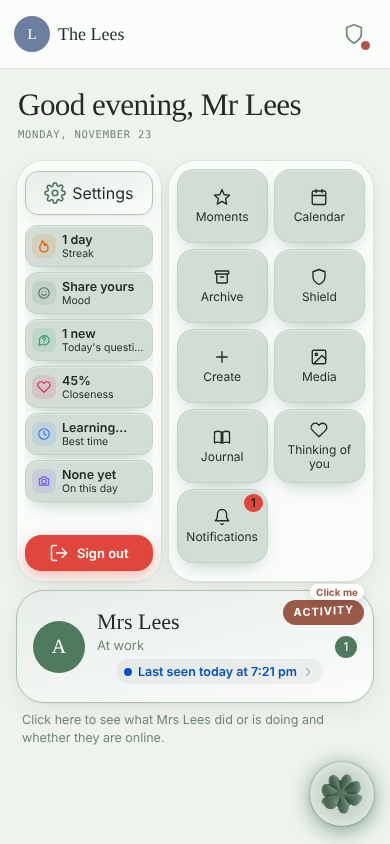 L
The Lees
Good evening, Mr Lees
MONDAY, NOVEMBER 23
Settings
1 day
Streak
Share yours
Mood
1 new
Today's questi...
45%
Closeness
Learning...
Best time
None yet
On this day
Sign out
Moments
Calendar
Archive
Shield
Create
Media
Journal
Thinking of
you
1
Notifications
Click me
ACTIVITY
A
Mrs Lees
At work
1
Last seen today at 7:21 pm
Click here to see what Mrs Lees did or is doing and
whether they are online.